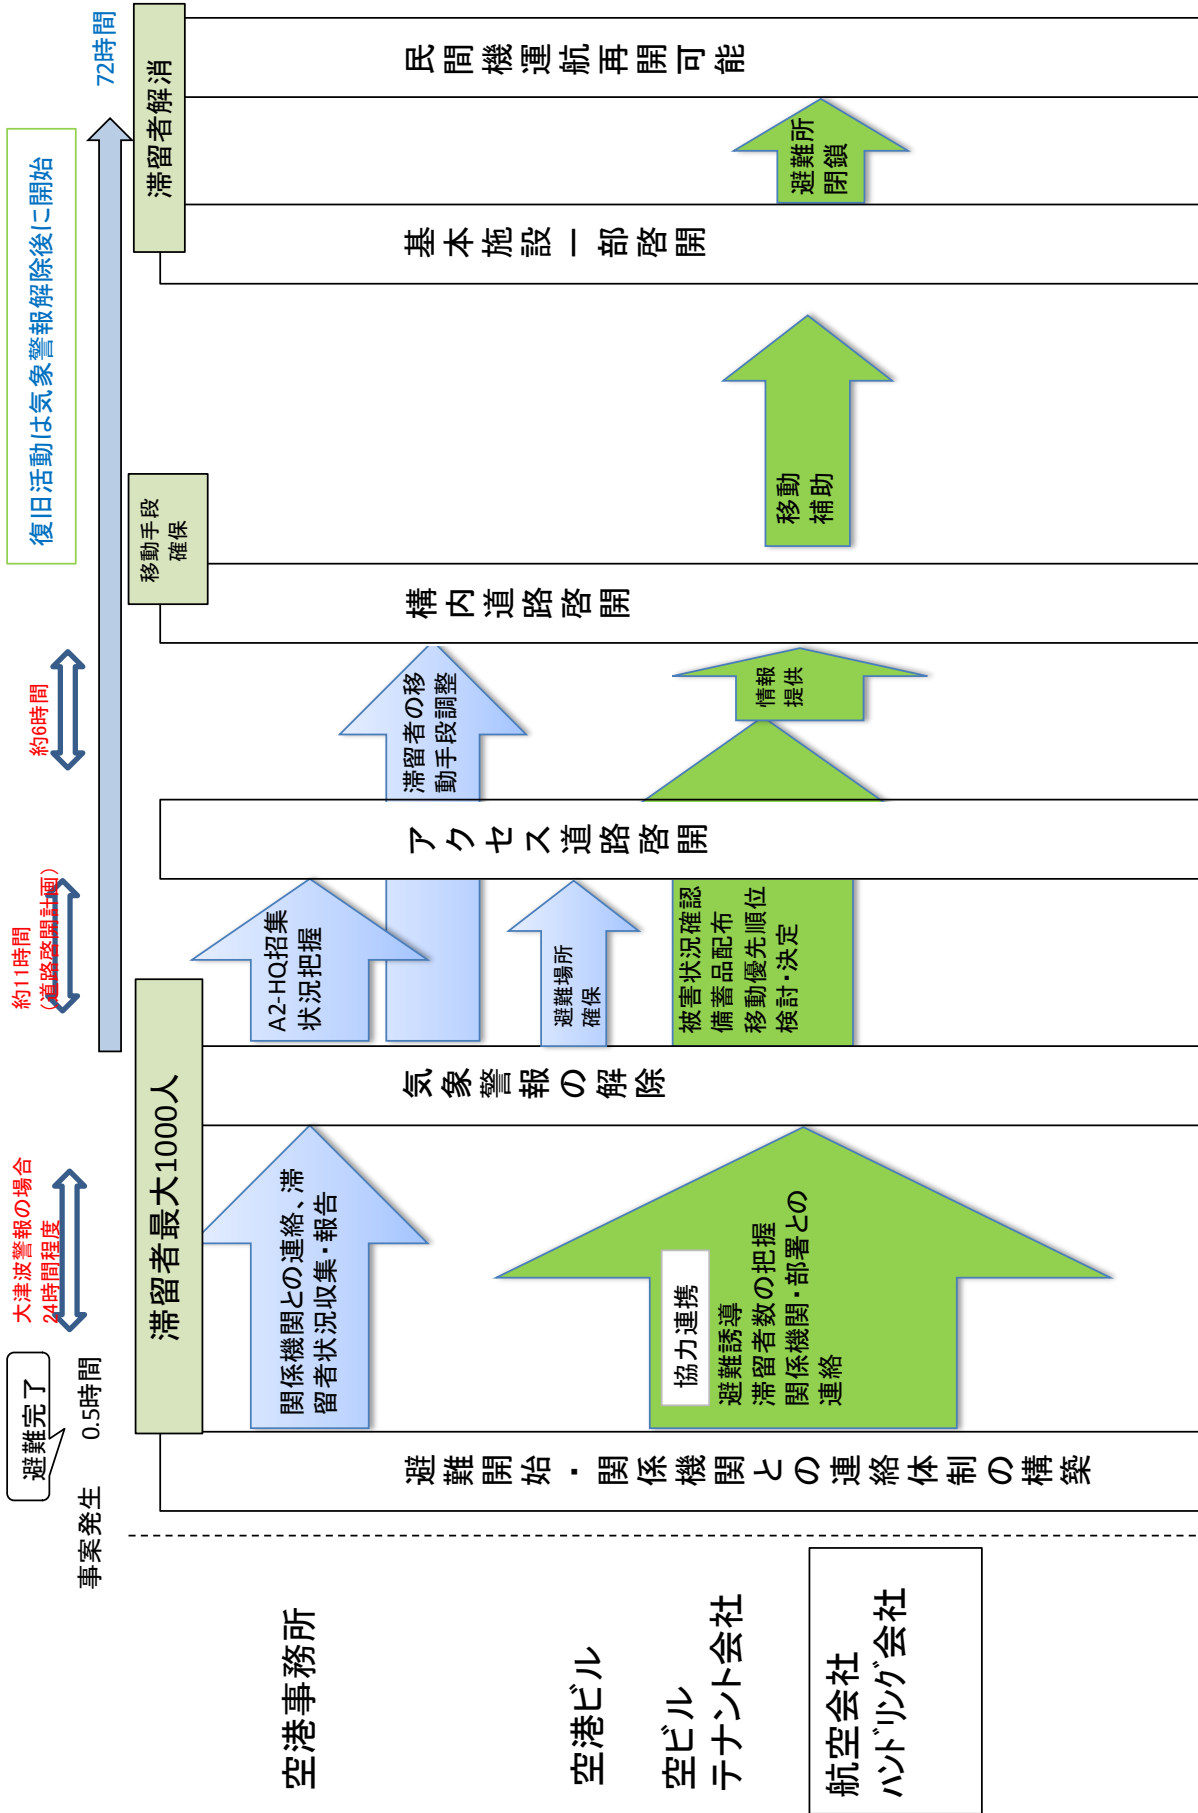 避難完了
事案発生
0.5時間
大津波警報の場合
24時間程度
約11時間
(道路啓開計画)
約6時間
復旧活動は気象警報解除後に開始
72時間
滞留者最大1000人
移動手段
確保
滞留者解消
避難開始・関係機関との連絡体制の構築
気象警報の解除
アクセス道路啓開
構内道路啓開
基本施設一部啓開
民間機運航再開可能
空港事務所
関係機関との連絡、滞
留者状況収集・報告
A2-HQ招集
状況把握
滞留者の移
動手段調整
空港ビル
避難場所
確保
空ビル
テナント会社
航空会社
ハンドリング会社
協力連携
避難誘導
滞留者数の把握
関係機関・部署との
連絡
被害状況確認
備蓄品配布
移動優先順位
検討・決定
情報
提供
移動
補助
避難所
閉鎖